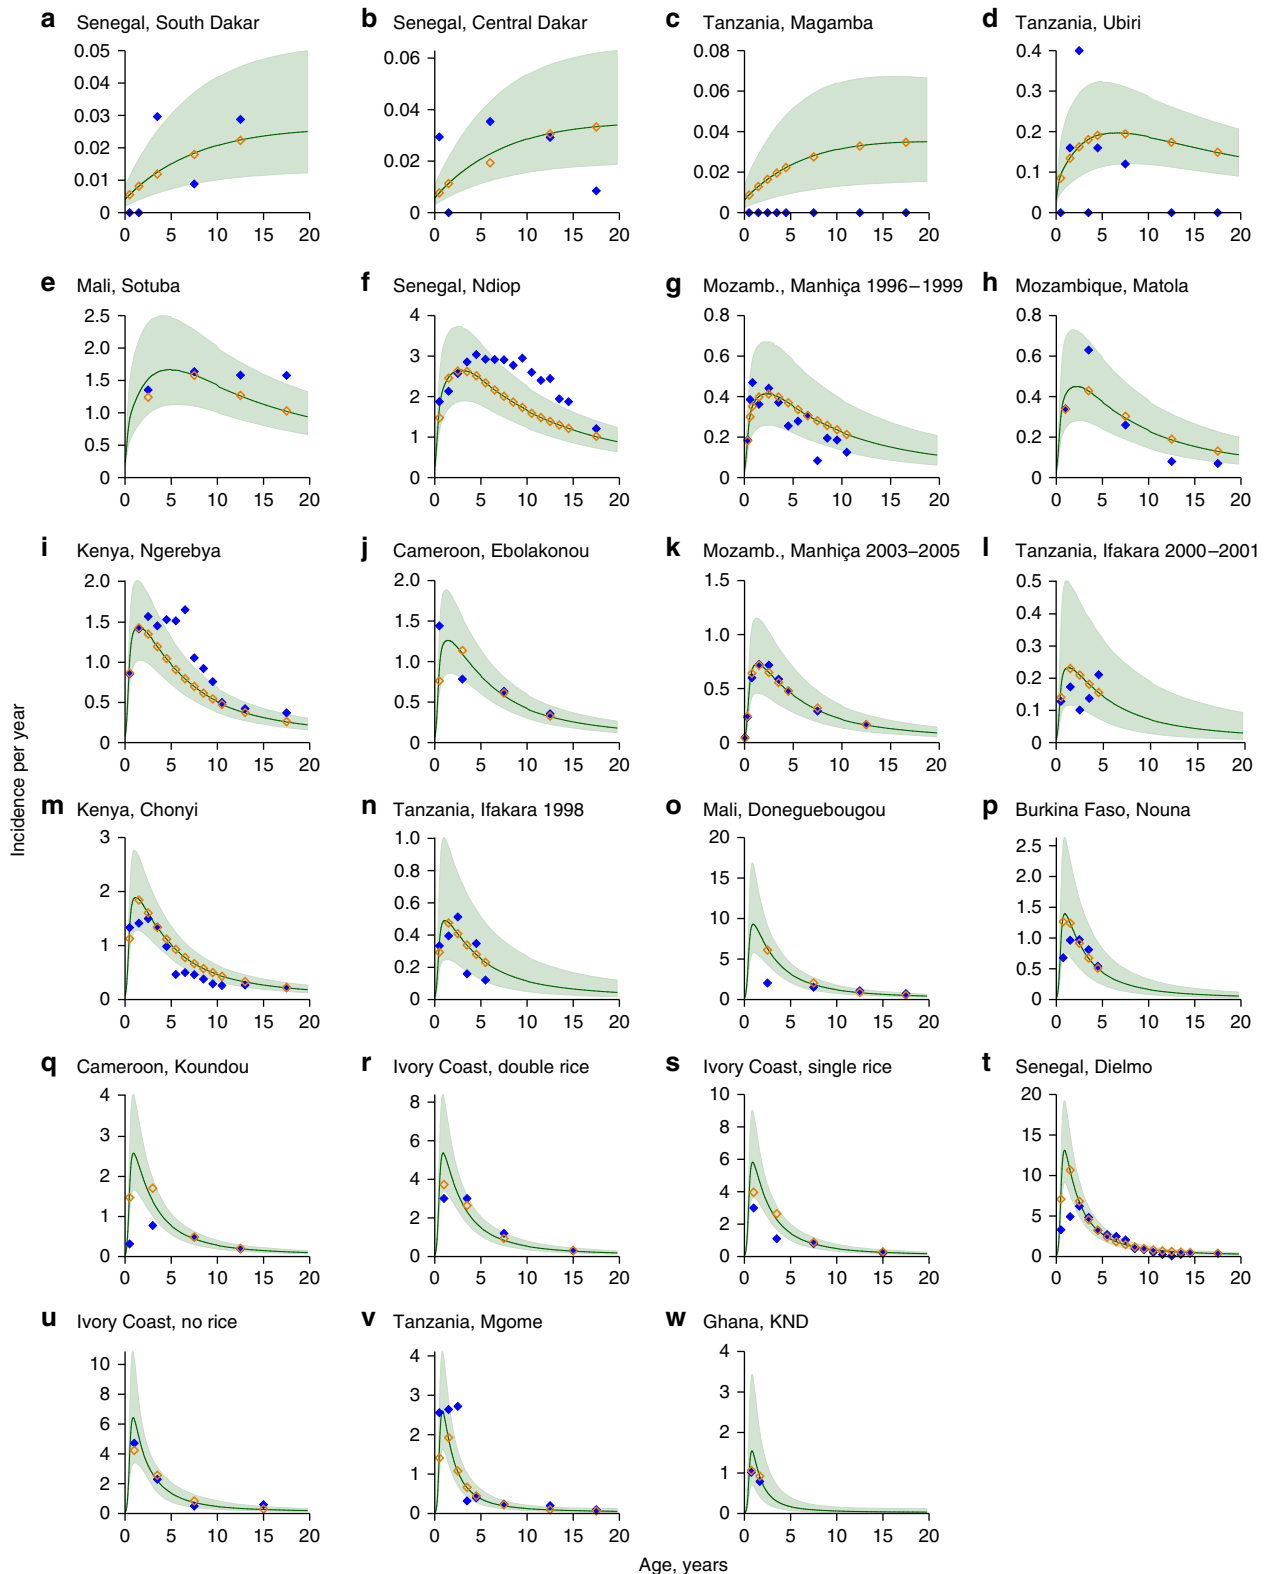 a Senegal, South Dakar
0.05
0.04
0.03
0.02
0.01
0
0 5 10 15 20
b Senegal, Central Dakar
0.06
0.04
0.02
0
0 5 10 15 20
c Tanzania, Magamba
0.08
0.06
0.04
0.02
0
0 5 10 15 20
d Tanzania, Ubiri
0.4
0.3
0.2
0.1
0
0 5 10 15 20
e Mali, Sotuba
2.5
2.0
1.5
1.0
0.5
0
0 5 10 15 20
f Senegal, Ndiop
4
3
2
1
0
0 5 10 15 20
g Mozamb., Manhiça 1996–1999
0.8
0.6
0.4
0.2
0
0 5 10 15 20
h Mozambique, Matola
0.8
0.6
0.4
0.2
0
0 5 10 15 20
i Kenya, Ngerebya
2.0
1.5
1.0
0.5
0
0 5 10 15 20
j Cameroon, Ebolakonou
2.0
1.5
1.0
0.5
0
0 5 10 15 20
k Mozamb., Manhiça 2003–2005
1.5
1.0
0.5
0
0 5 10 15 20
l Tanzania, Ifakara 2000–2001
0.5
0.4
0.3
0.2
0.1
0
0 5 10 15 20
Incidence per year
m Kenya, Chonyi
3
2
1
0
0 5 10 15 20
n Tanzania, Ifakara 1998
1.0
0.8
0.6
0.4
0.2
0
0 5 10 15 20
o Mali, Doneguebougou
20
15
10
5
0
0 5 10 15 20
p Burkina Faso, Nouna
2.5
2.0
1.5
1.0
0.5
0
0 5 10 15 20
q Cameroon, Koundou
4
3
2
1
0
0 5 10 15 20
r Ivory Coast, double rice
8
6
4
2
0
0 5 10 15 20
s Ivory Coast, single rice
10
8
6
4
2
0
0 5 10 15 20
t Senegal, Dielmo
20
15
10
5
0
0 5 10 15 20
u Ivory Coast, no rice
10
8
6
4
2
0
0 5 10 15 20
v Tanzania, Mgome
4
3
2
1
0
0 5 10 15 20
w Ghana, KND
4
3
2
1
0
0 5 10 15 20
Age, years